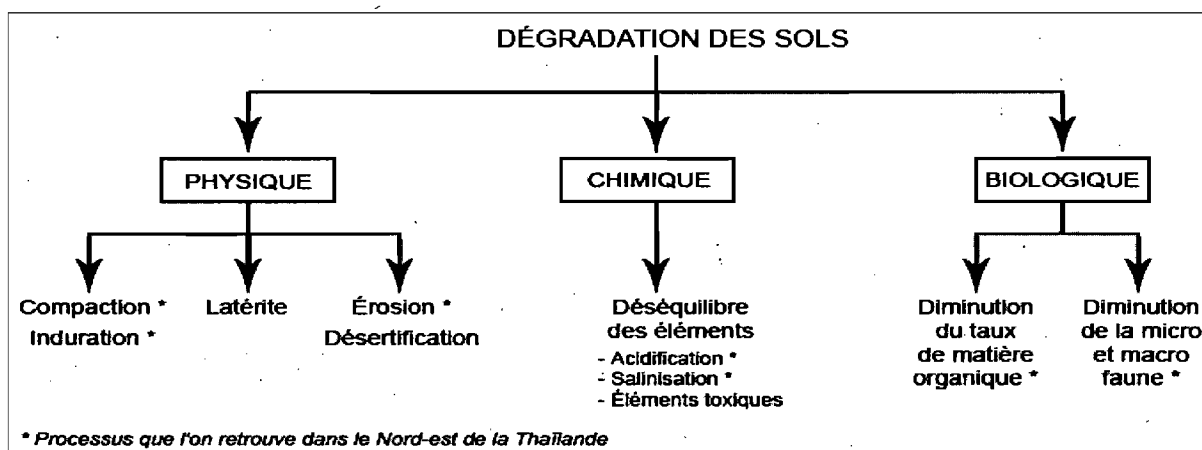 DÉGRADATION DES SOLS
PHYSIQUE
CHIMIQUE
BIOLOGIQUE
Compaction *
Induration *
Latérite
Érosion *
Désertification
Déséquilibre
des éléments
- Acidification *
- Salinisation *
- Éléments toxiques
Diminution
du taux
de matière
organique *
Diminution
de la micro
et macro
faune *
* Processus que l'on retrouve dans le Nord-est de la Thaïlande